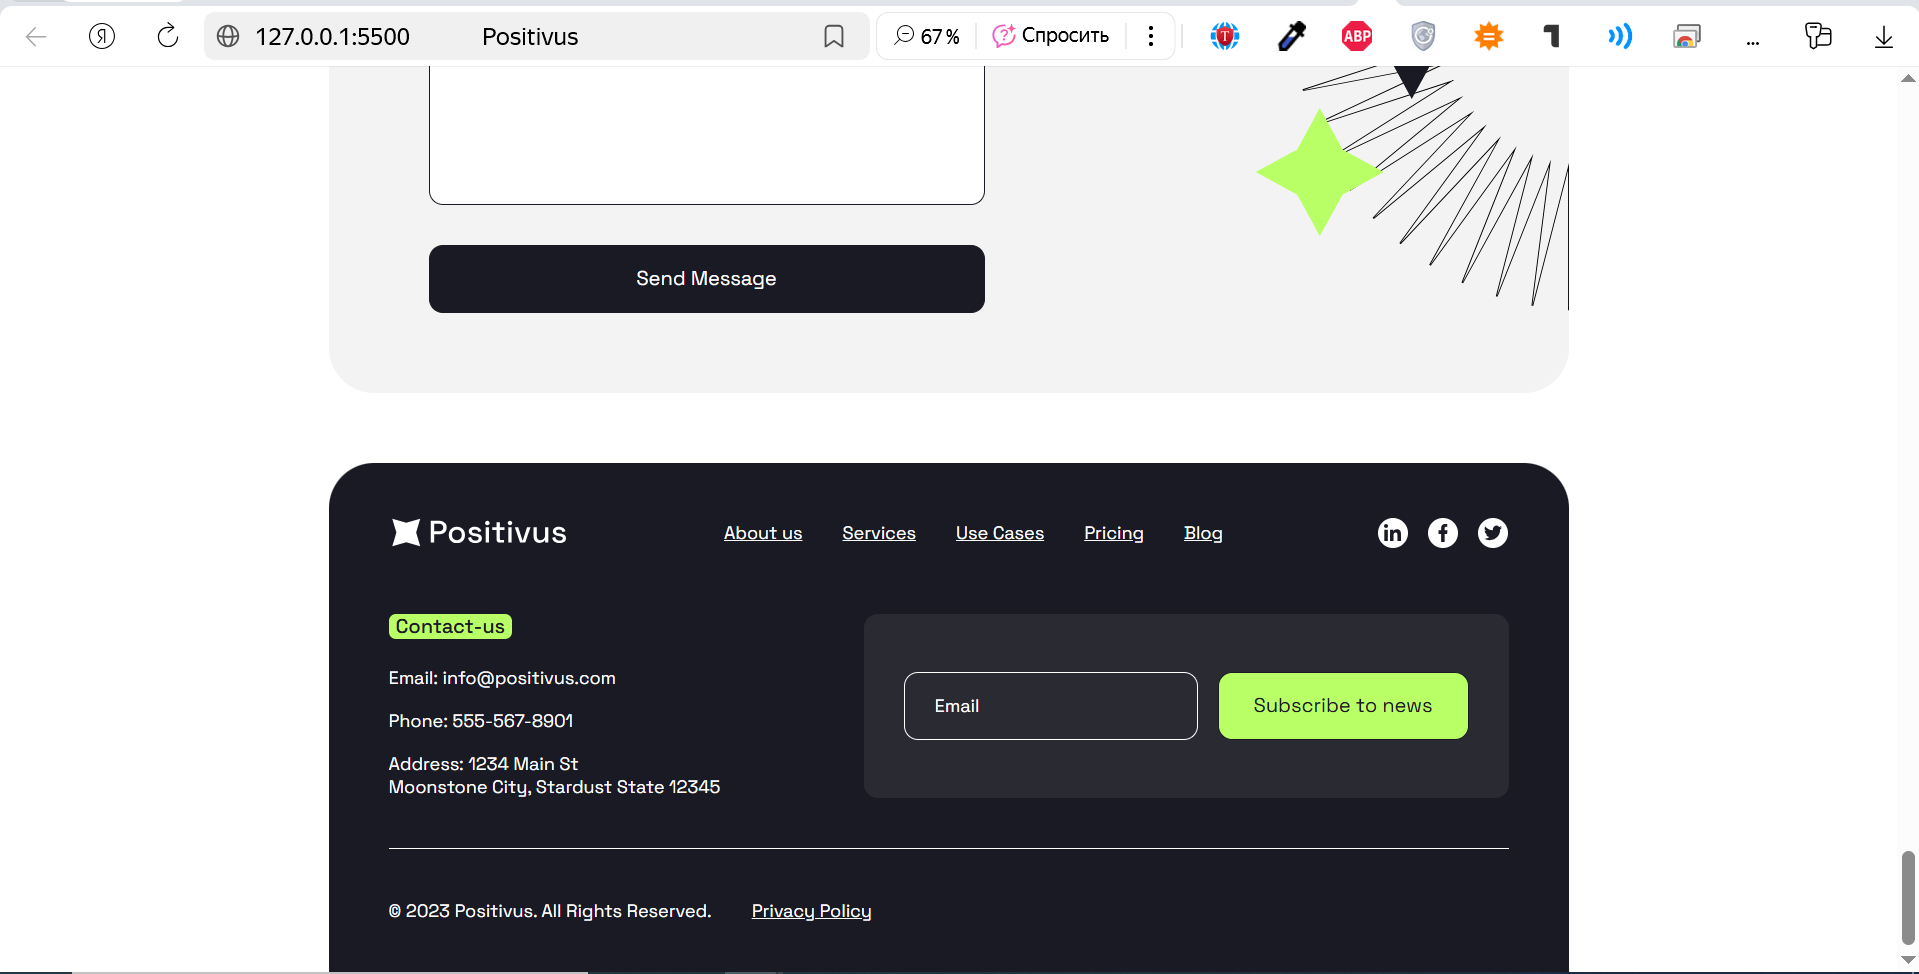 Я 127.0.0.1:5500 Positivus 67 % Спросить T ABP ...
Send Message
Positivus About us Services Use Cases Pricing Blog in f
Contact-us
Email: info@positivus.com
Phone: 555-567-8901
Address: 1234 Main St
Moonstone City, Stardust State 12345
Email Subscribe to news
© 2023 Positivus. All Rights Reserved. Privacy Policy